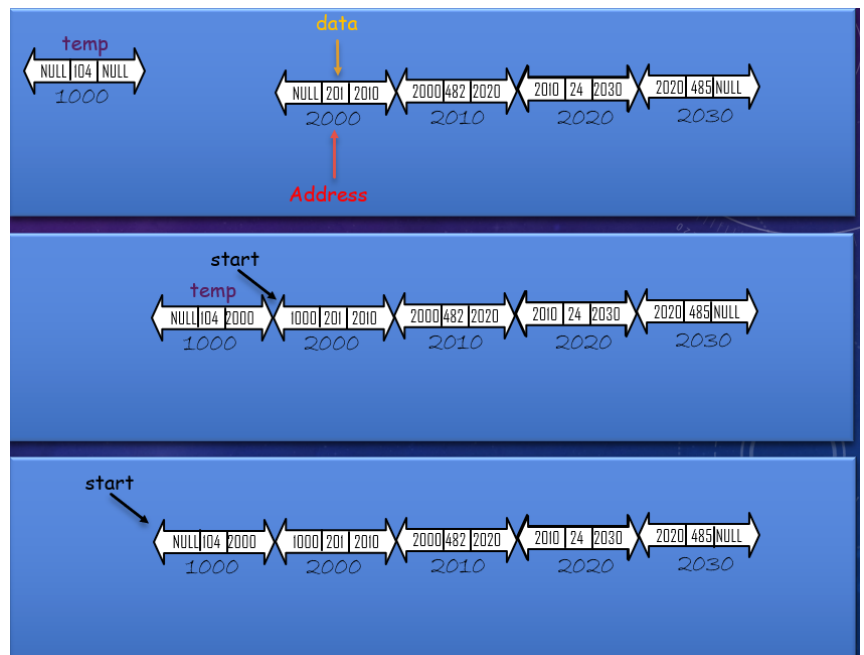 data
temp
NULL 104 NULL
1000
NULL 201 2010
2000
2000 482 2020
2010
2010 24 2030
2020
2020 485 NULL
2030
Address
start
temp
NULL 104 2000
1000
1000 201 2010
2000
2000 482 2020
2010
2010 24 2030
2020
2020 485 NULL
2030
start
NULL 104 2000
1000
1000 201 2010
2000
2000 482 2020
2010
2010 24 2030
2020
2020 485 NULL
2030